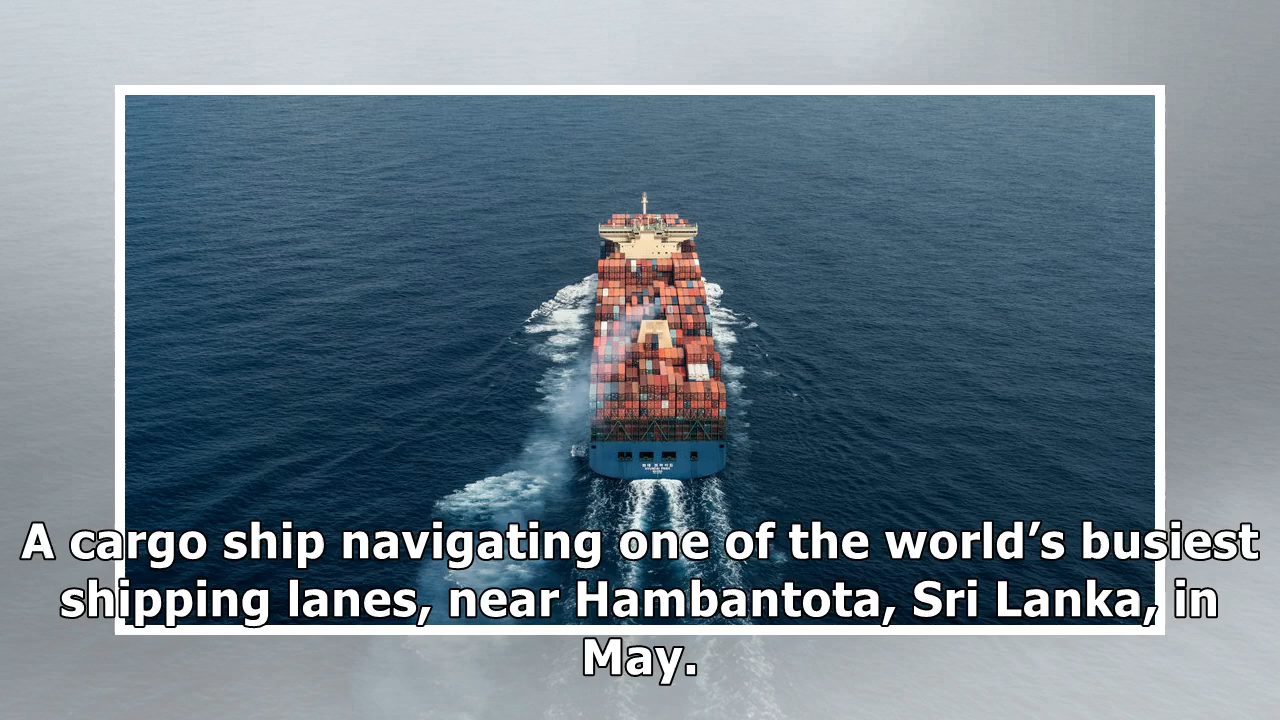 A cargo ship navigating one of the world’s busiest
shipping lanes, near Hambantota, Sri Lanka, in
May.